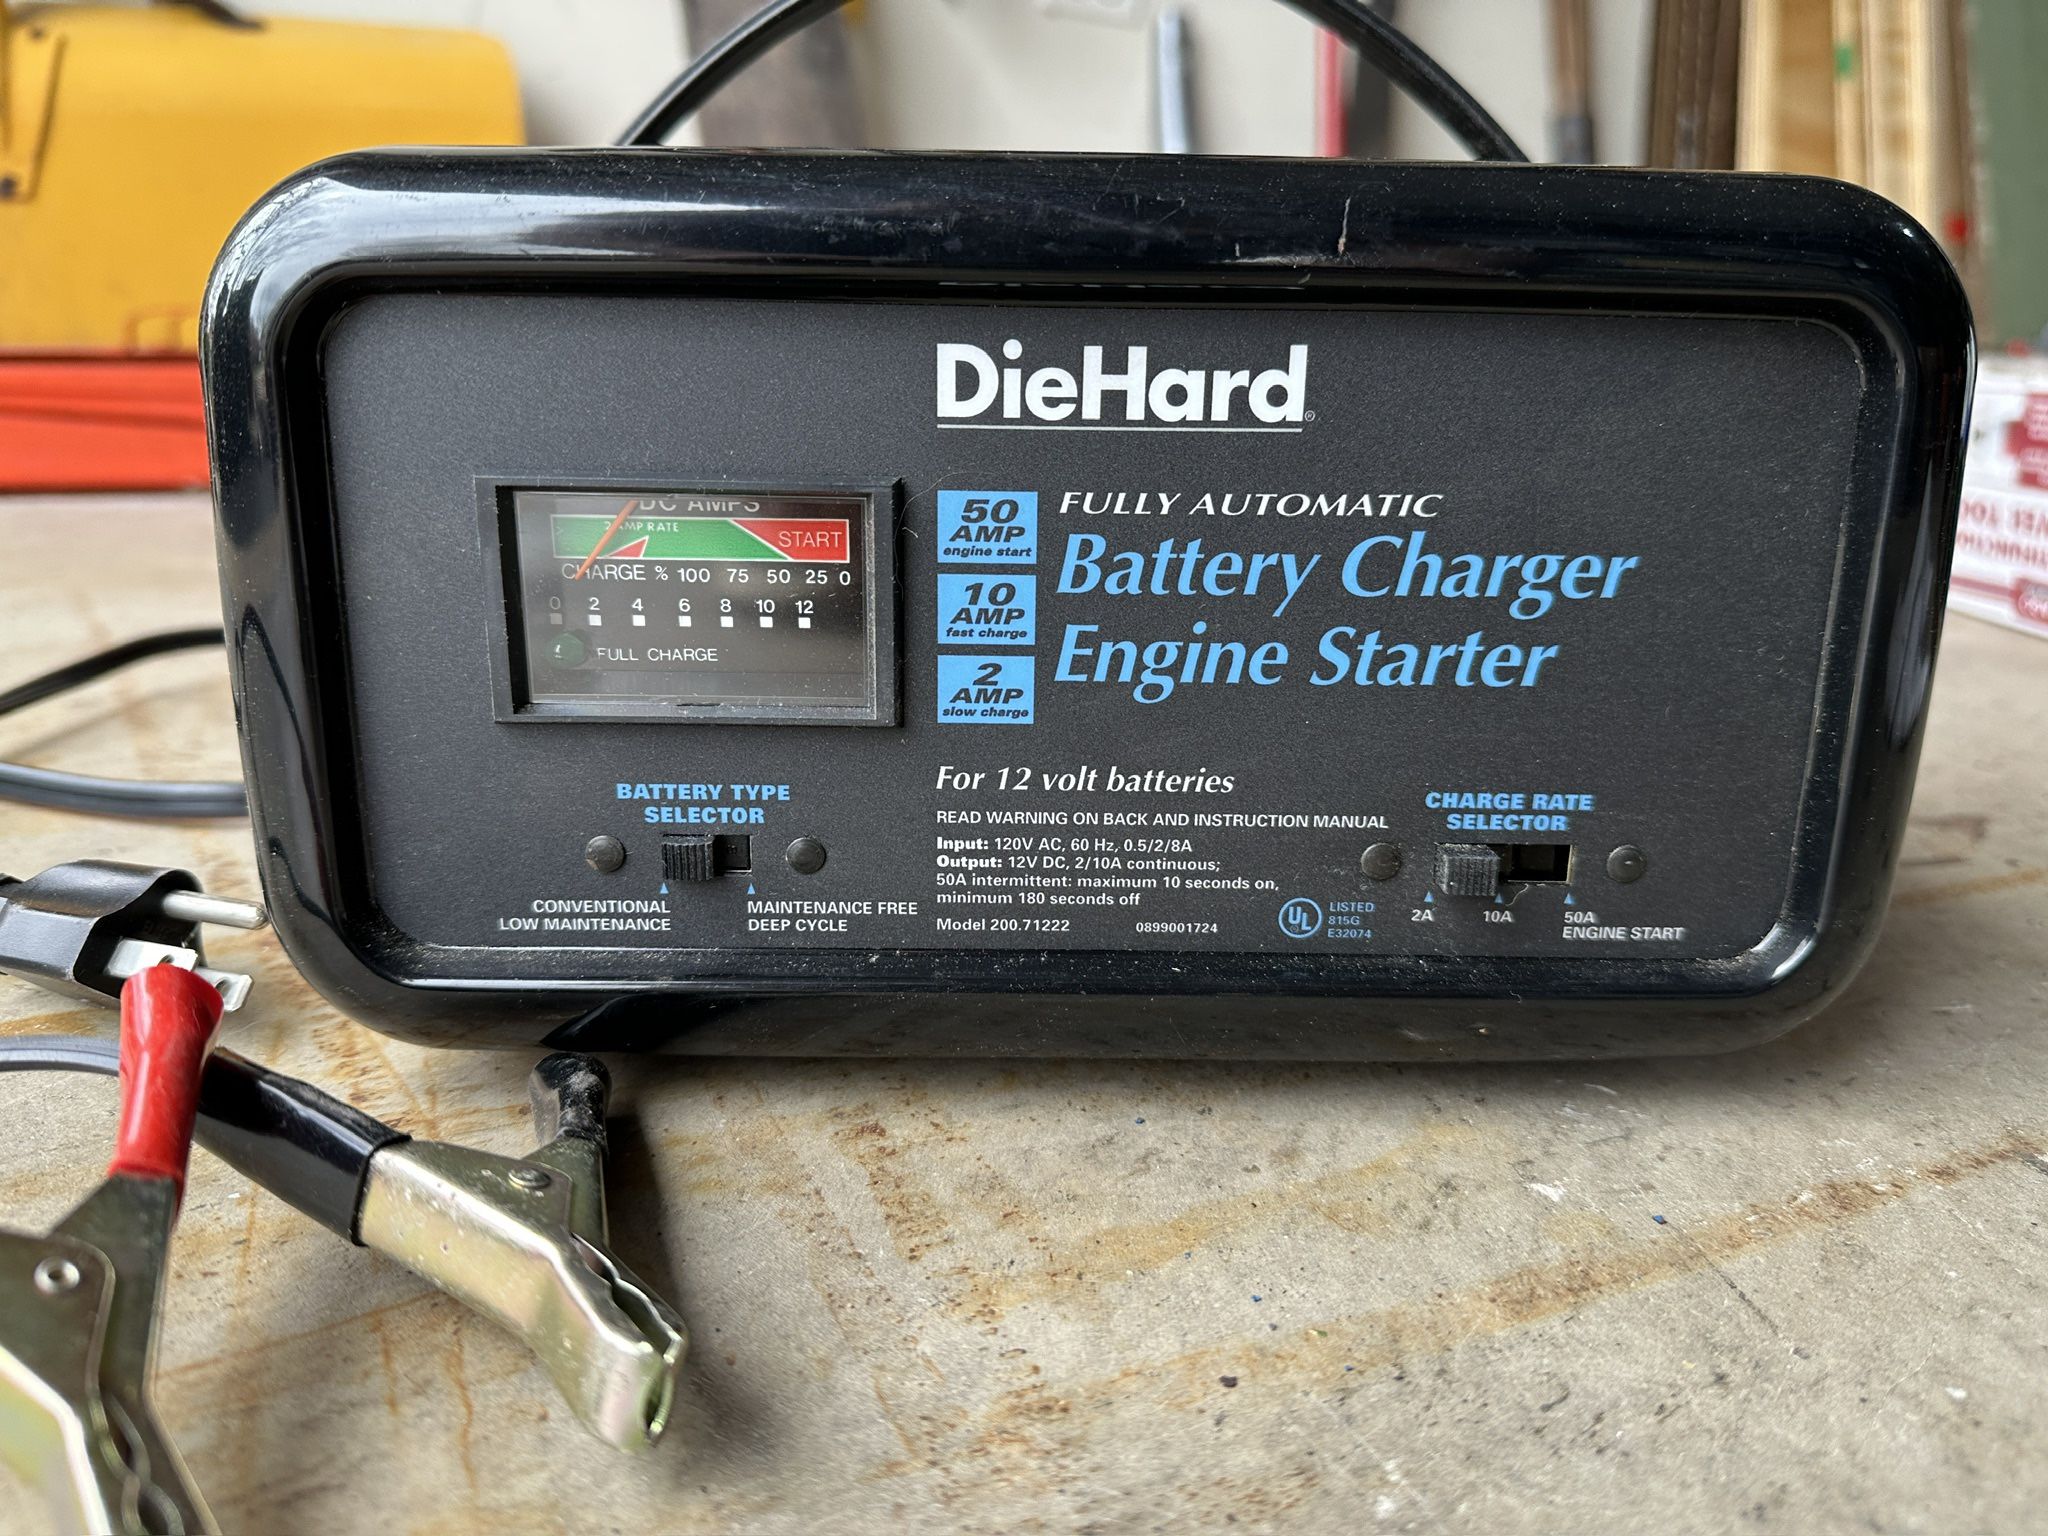 DieHard®
DC AMPS
2 AMP RATE
START
CHARGE % 100 75 50 25 0
0 2 4 6 8 10 12
FULL CHARGE
50
AMP
engine start
10
AMP
fast charge
2
AMP
slow charge
FULLY AUTOMATIC
Battery Charger
Engine Starter
BATTERY TYPE
SELECTOR
CONVENTIONAL
LOW MAINTENANCE
MAINTENANCE FREE
DEEP CYCLE
For 12 volt batteries
READ WARNING ON BACK AND INSTRUCTION MANUAL
Input: 120V AC, 60 Hz, 0.5/2/8A
Output: 12V DC, 2/10A continuous;
50A intermittent: maximum 10 seconds on,
minimum 180 seconds off
Model 200.71222
0899001724
UL
LISTED
815G
E32074
CHARGE RATE
SELECTOR
2A
10A
50A
ENGINE START